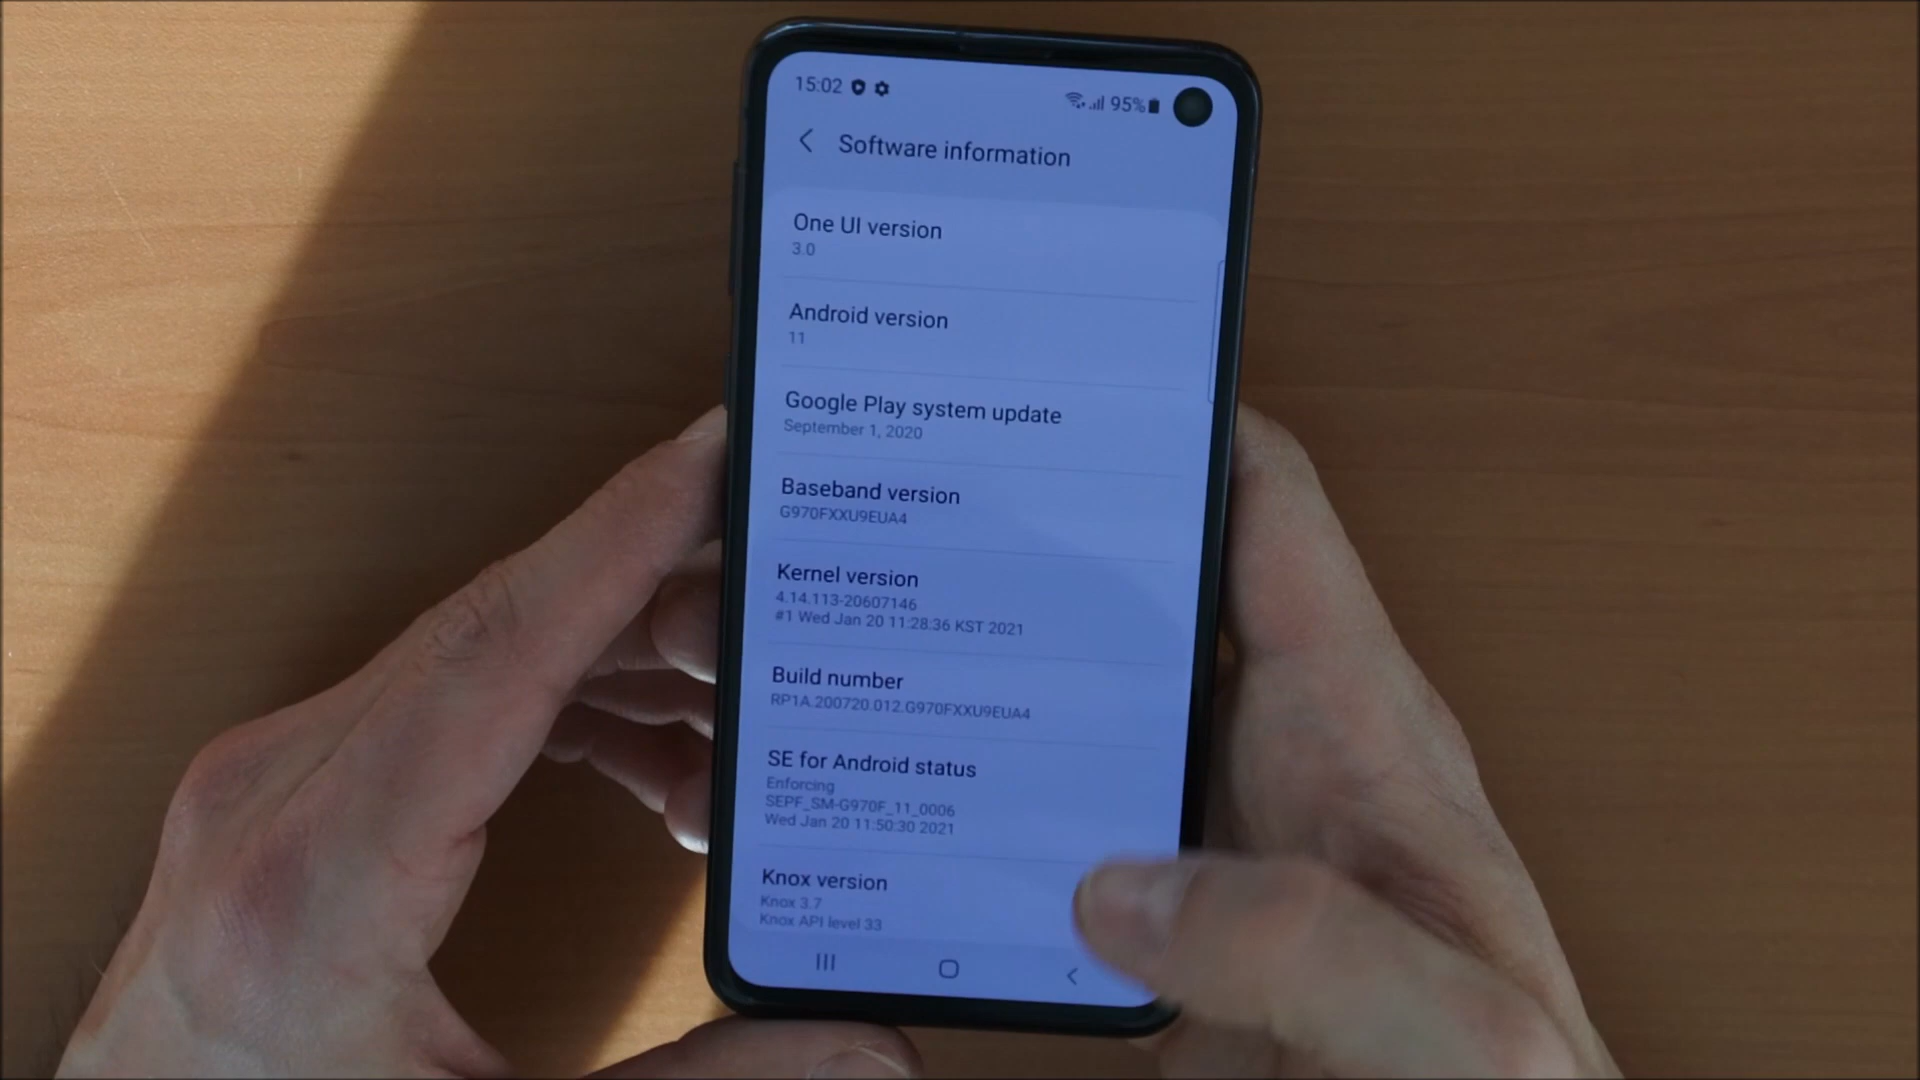 15:02
95%
Software information
One UI version
3.0
Android version
11
Google Play system update
September 1, 2020
Baseband version
G970FXXU9EUA4
Kernel version
4.14.113-20607146
#1 Wed Jan 20 11:28:36 KST 2021
Build number
RP1A.200720.012.G970FXXU9EUA4
SE for Android status
Enforcing
SEPF_SM-G970F_11_0006
Wed Jan 20 11:50:30 2021
Knox version
Knox 3.7
Knox API level 33